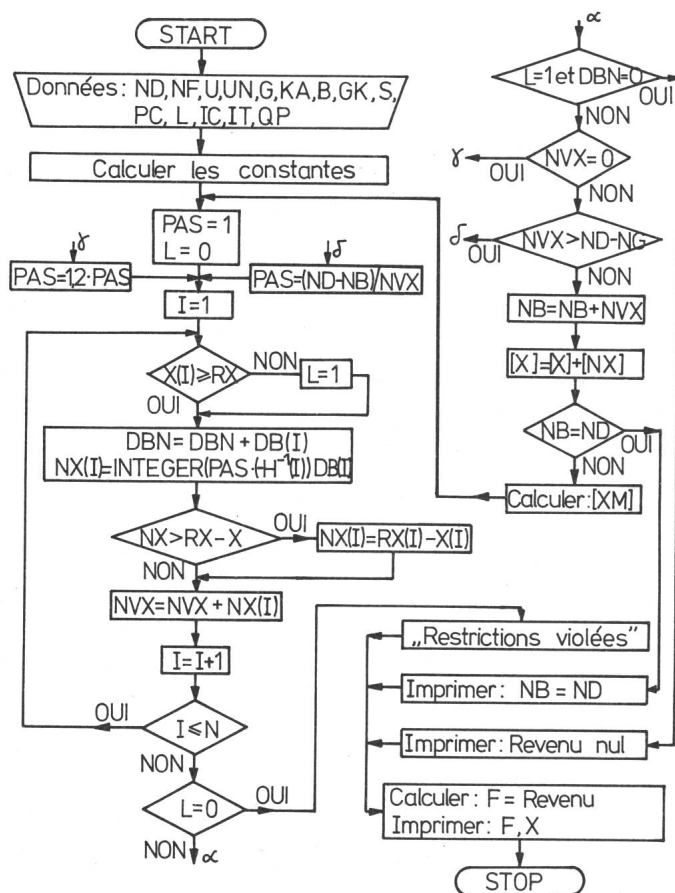 START
Données: ND,NF,U,UN,G,KA,B,GK,S,
PC, L,IC,IT,QP
Calculer les constantes
PAS=1
L=0
γ
PAS=1,2·PAS
δ
PAS=(ND-NB)/NVX
I=1
X(I)≥RX
NON
L=1
OUI
DBN=DBN+DB(I)
NX(I)=INTEGER(PAS·(-H⁻¹(I))DB(I)
NX>RX-X
OUI
NX(I)=RX(I)-X(I)
NON
NVX=NVX+NX(I)
I=I+1
OUI
I≤N
NON
L=0
OUI
NON
α
α
L=1 et DBN=0
OUI
NON
NVX=0
γ
OUI
NON
NVX>ND-NG
δ
OUI
NON
NB=NB+NVX
[X]=[X]+[NX]
NB=ND
OUI
NON
Calculer:[XM]
„Restrictions violées"
Imprimer: NB=ND
Imprimer: Revenu nul
Calculer: F=Revenu
Imprimer: F,X
STOP